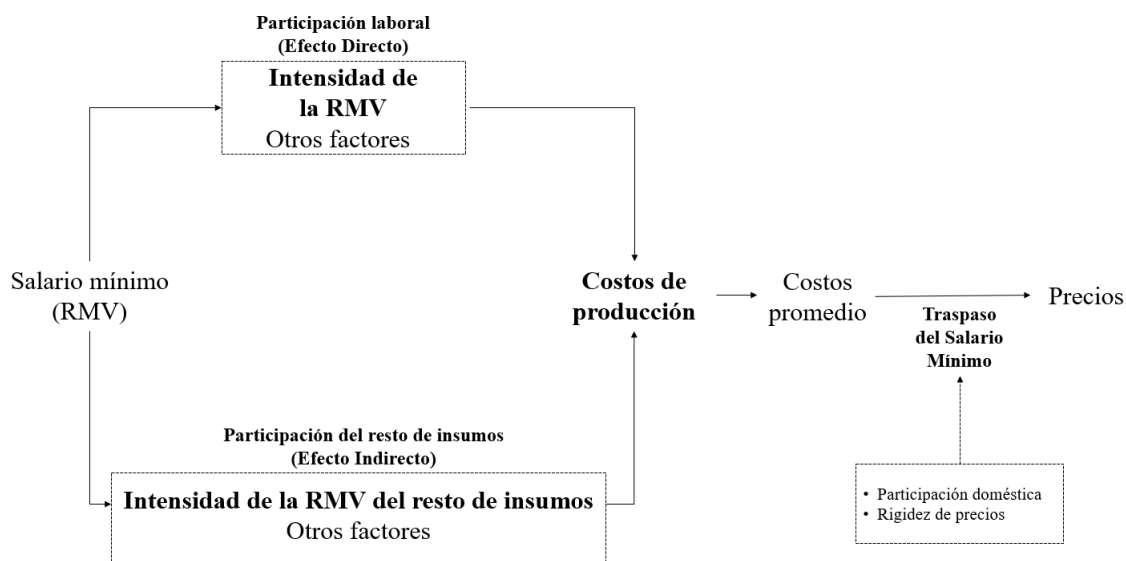 Participación laboral
(Efecto Directo)
Intensidad de
la RMV
Otros factores
Salario mínimo
(RMV)
Costos de
producción
Costos
promedio
Precios
Traspaso
del Salario
Mínimo
Participación del resto de insumos
(Efecto Indirecto)
Intensidad de la RMV del resto de insumos
Otros factores
• Participación doméstica
• Rigidez de precios